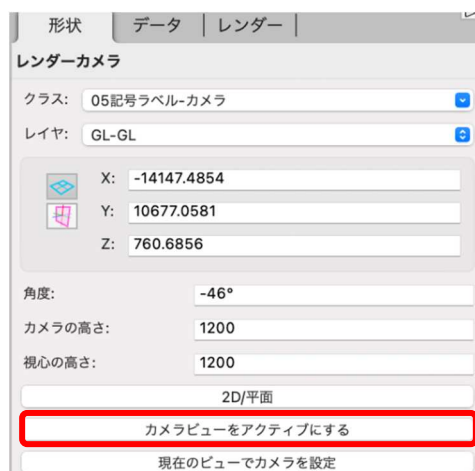 形状 データ レンダー
レンダーカメラ
クラス: 05記号ラベル-カメラ
レイヤ: GL-GL
X: -14147.4854
Y: 10677.0581
Z: 760.6856
角度: -46°
カメラの高さ: 1200
視心の高さ: 1200
2D/平面
カメラビューをアクティブにする
現在のビューでカメラを設定